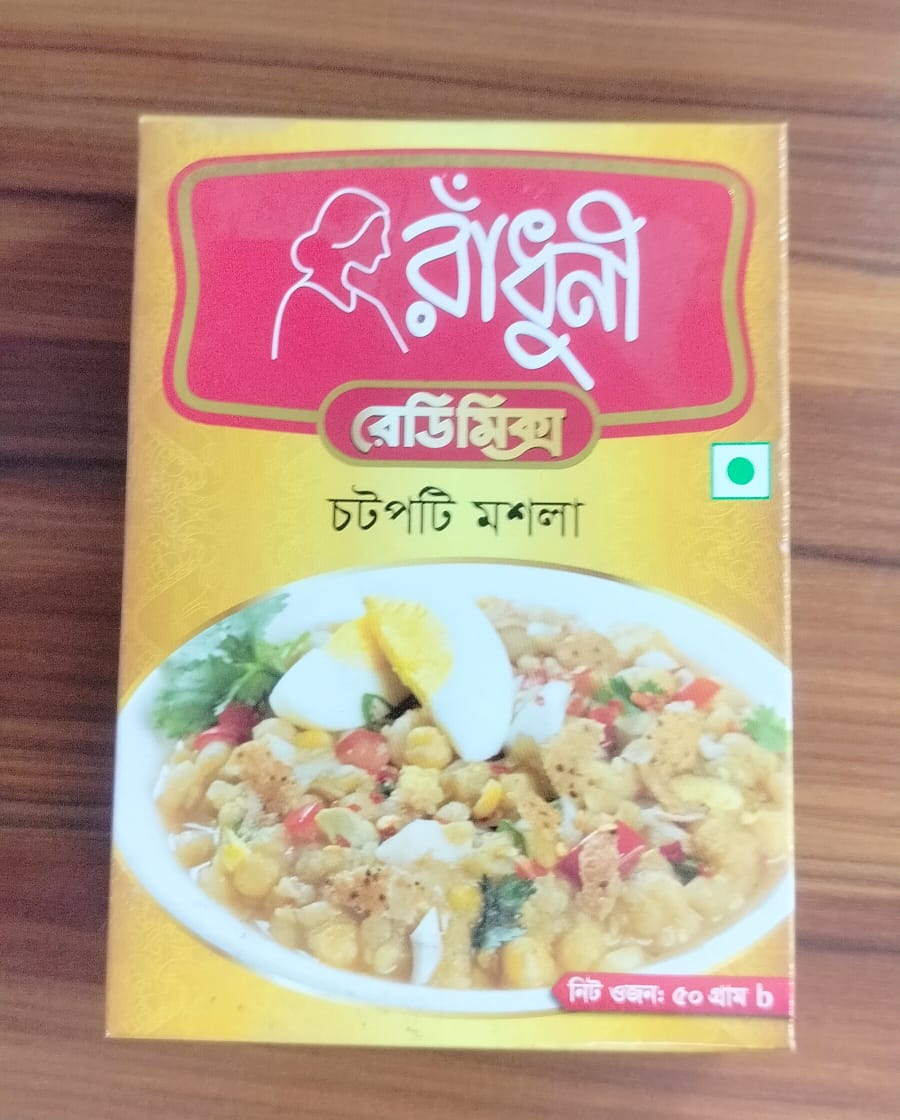 রাঁধুনী
রেডিমিক্স
চটপটি মশলা
নিট ওজন: ৫০ গ্রাম b